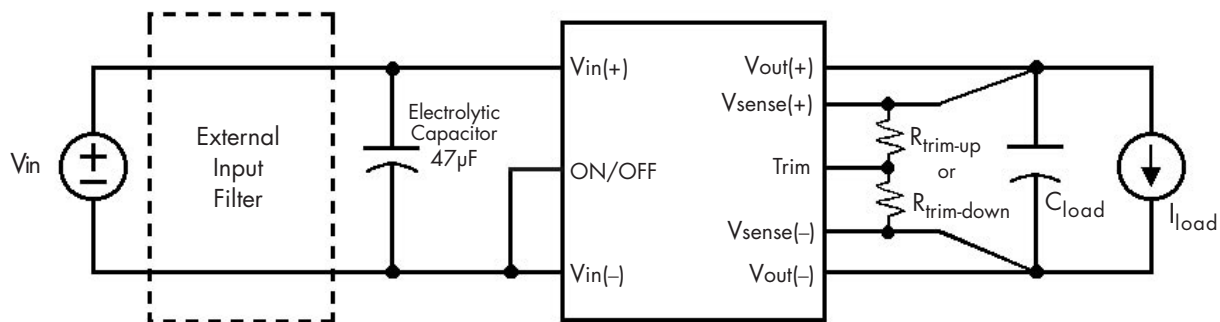 Vin
External
Input
Filter
Electrolytic
Capacitor
47µF
Vin(+)
ON/OFF
Vin(–)
Vout(+)
Vsense(+)
Trim
Vsense(–)
Vout(–)
Rtrim-up
or
Rtrim-down
Cload
Iload